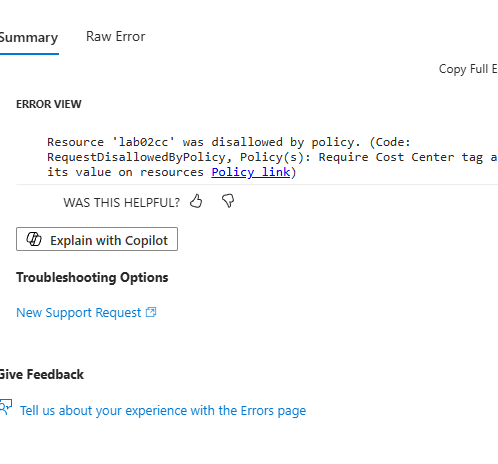 Summary Raw Error
Copy Full E
ERROR VIEW
Resource 'lab02cc' was disallowed by policy. (Code:
RequestDisallowedByPolicy, Policy(s): Require Cost Center tag a
its value on resources Policy link)
WAS THIS HELPFUL?
Explain with Copilot
Troubleshooting Options
New Support Request
Give Feedback
Tell us about your experience with the Errors page